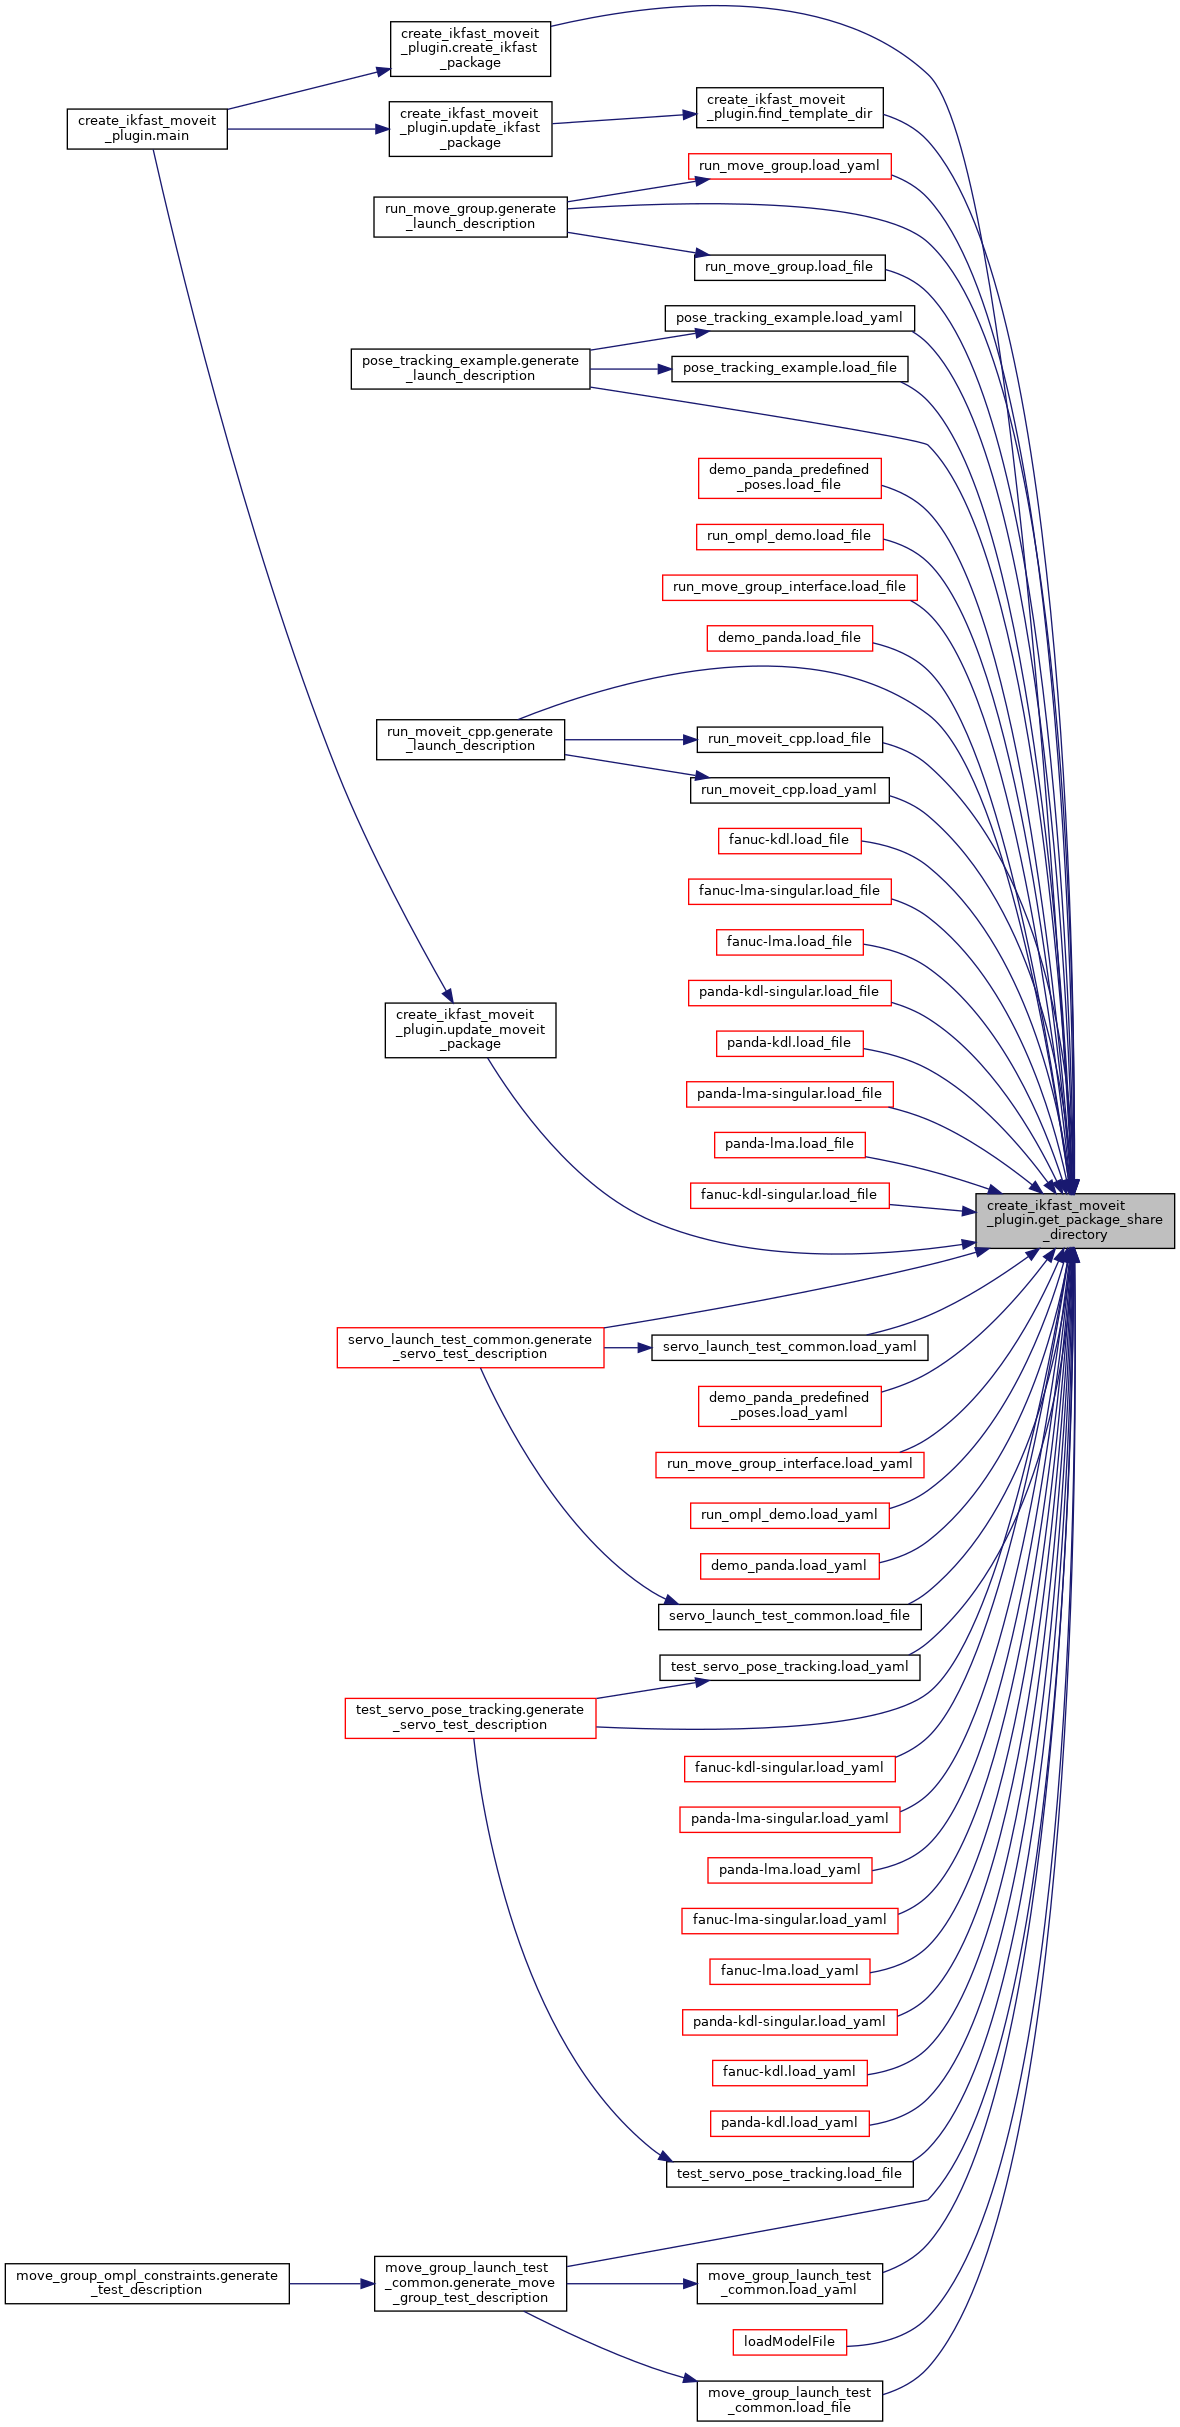 create_ikfast_moveit
_plugin.create_ikfast
_package
create_ikfast_moveit
_plugin.find_template_dir
create_ikfast_moveit
_plugin.main
create_ikfast_moveit
_plugin.update_ikfast
_package
run_move_group.load_yaml
run_move_group.generate
_launch_description
run_move_group.load_file
pose_tracking_example.load_yaml
pose_tracking_example.generate
_launch_description
pose_tracking_example.load_file
demo_panda_predefined
_poses.load_file
run_ompl_demo.load_file
run_move_group_interface.load_file
demo_panda.load_file
run_moveit_cpp.generate
_launch_description
run_moveit_cpp.load_file
run_moveit_cpp.load_yaml
fanuc-kdl.load_file
fanuc-lma-singular.load_file
fanuc-lma.load_file
panda-kdl-singular.load_file
create_ikfast_moveit
_plugin.update_moveit
_package
panda-kdl.load_file
panda-lma-singular.load_file
panda-lma.load_file
fanuc-kdl-singular.load_file
create_ikfast_moveit
_plugin.get_package_share
_directory
servo_launch_test_common.generate
_servo_test_description
servo_launch_test_common.load_yaml
demo_panda_predefined
_poses.load_yaml
run_move_group_interface.load_yaml
run_ompl_demo.load_yaml
demo_panda.load_yaml
servo_launch_test_common.load_file
test_servo_pose_tracking.load_yaml
test_servo_pose_tracking.generate
_servo_test_description
fanuc-kdl-singular.load_yaml
panda-lma-singular.load_yaml
panda-lma.load_yaml
fanuc-lma-singular.load_yaml
fanuc-lma.load_yaml
panda-kdl-singular.load_yaml
fanuc-kdl.load_yaml
panda-kdl.load_yaml
test_servo_pose_tracking.load_file
move_group_ompl_constraints.generate
_test_description
move_group_launch_test
_common.generate_move
_group_test_description
move_group_launch_test
_common.load_yaml
loadModelFile
move_group_launch_test
_common.load_file